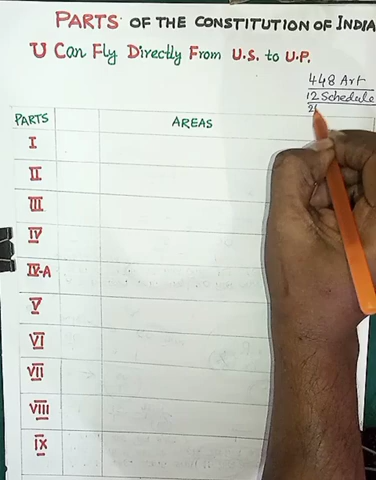 PARTS OF THE CONSTITUTION OF INDIA
U Can Fly Directly From U.S. to U.P.
448 Art
12 Schedule
2
PARTS AREAS
I
II
III
IV
IV-A
V
VI
VII
VIII
IX